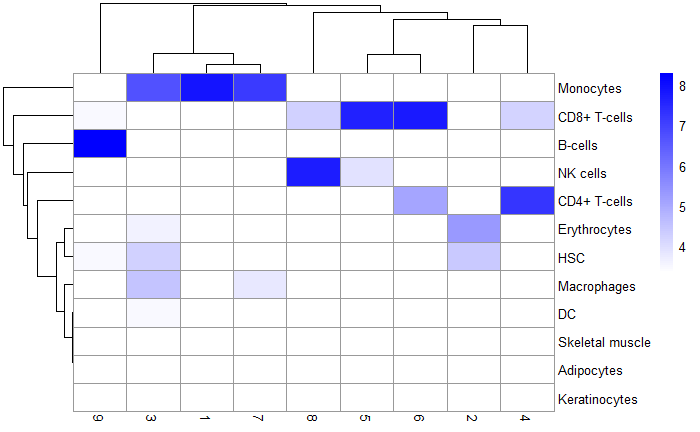 Monocytes
CD8+ T-cells
B-cells
NK cells
CD4+ T-cells
Erythrocytes
HSC
Macrophages
DC
Skeletal muscle
Adipocytes
Keratinocytes
8
7
6
5
4
9 3 1 7 8 5 6 2 4